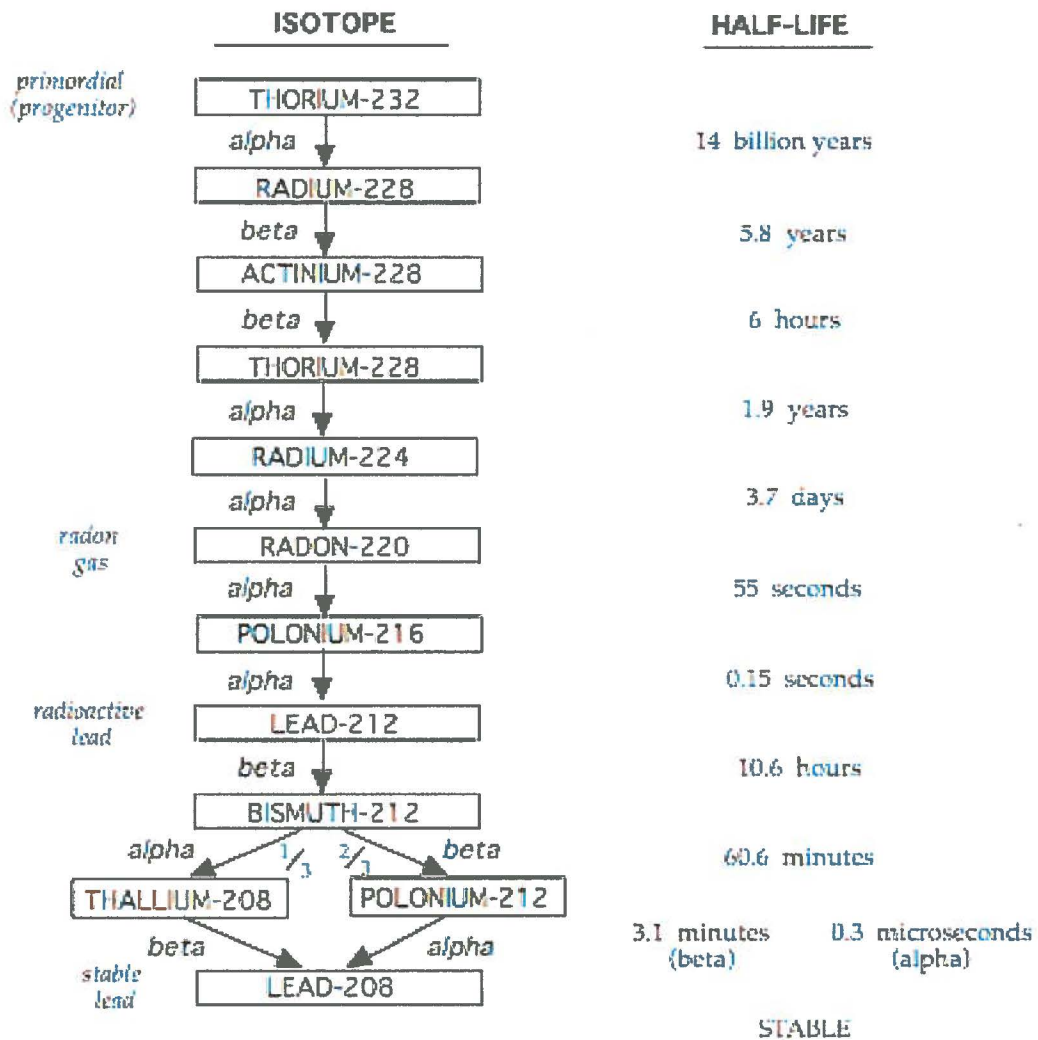 ISOTOPE HALF-LIFE
primordial
(progenitor)
THORIUM-232
alpha 14 billion years
RADIUM-228
beta 5.8 years
ACTINIUM-228
beta 6 hours
THORIUM-228
alpha 1.9 years
RADIUM-224
alpha 3.7 days
radon
gas
RADON-220
alpha 55 seconds
POLONIUM-216
alpha 0.15 seconds
radioactive
lead
LEAD-212
beta 10.6 hours
BISMUTH-212
alpha 1/3 2/3 beta 60.6 minutes
THALLIUM-208 POLONIUM-212
beta alpha 3.1 minutes 0.3 microseconds
(beta) (alpha)
stable
lead
LEAD-208
STABLE